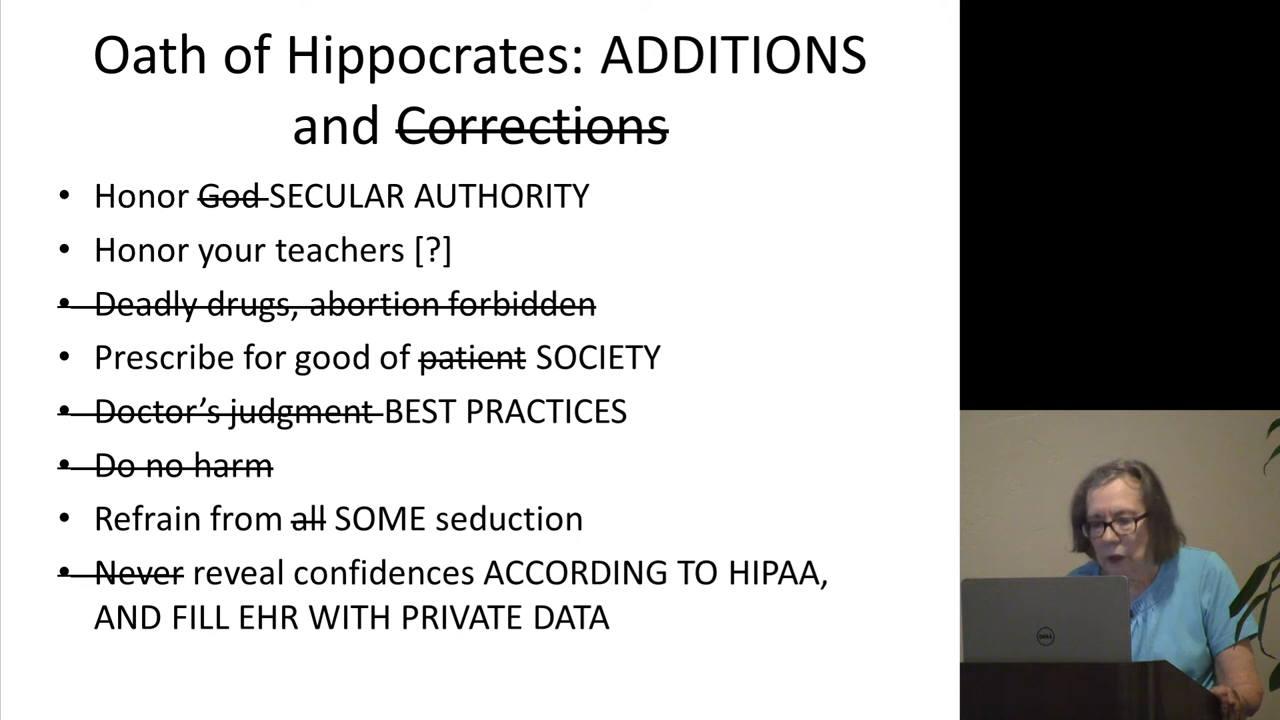 Oath of Hippocrates: ADDITIONS
and Corrections
• Honor God SECULAR AUTHORITY
• Honor your teachers [?]
• Deadly drugs, abortion forbidden
• Prescribe for good of patient SOCIETY
• Doctor's judgment BEST PRACTICES
• Do no harm
• Refrain from all SOME seduction
• Never reveal confidences ACCORDING TO HIPAA,
AND FILL EHR WITH PRIVATE DATA
DELL